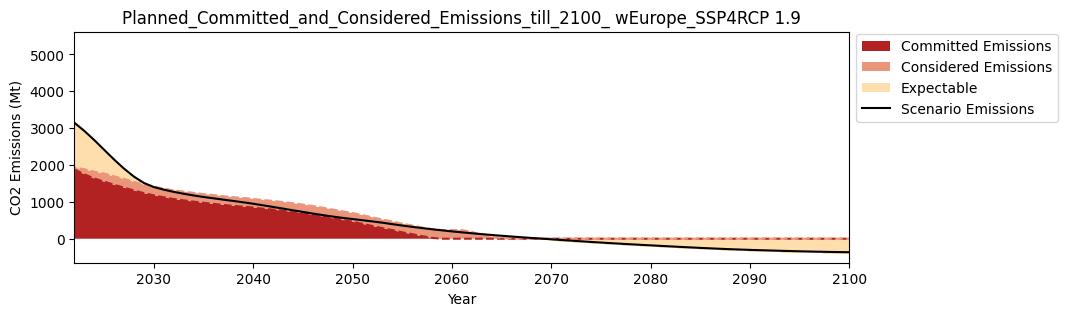 Planned_Committed_and_Considered_Emissions_till_2100_ wEurope_SSP4RCP 1.9
Committed Emissions
Considered Emissions
Expectable
Scenario Emissions
CO2 Emissions (Mt)
5000
4000
3000
2000
1000
0
2030 2040 2050 2060 2070 2080 2090 2100
Year